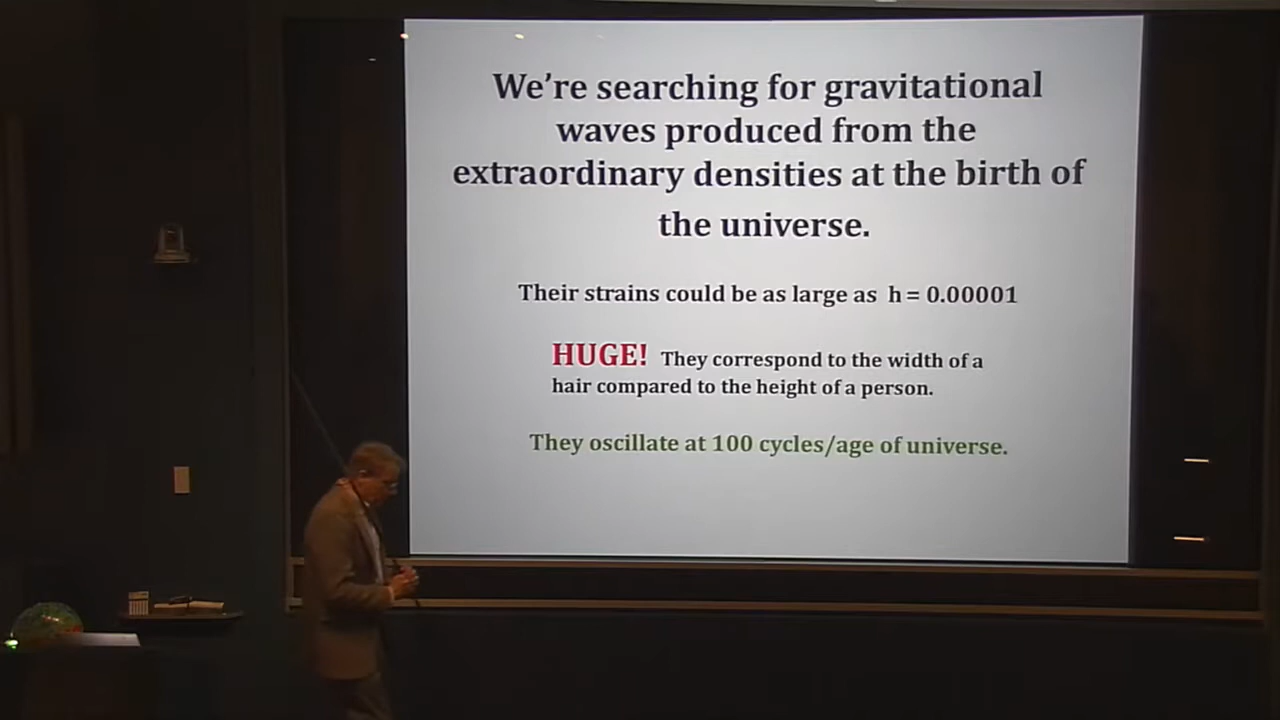 We're searching for gravitational
waves produced from the
extraordinary densities at the birth of
the universe.
Their strains could be as large as h = 0.00001
HUGE! They correspond to the width of a
hair compared to the height of a person.
They oscillate at 100 cycles/age of universe.